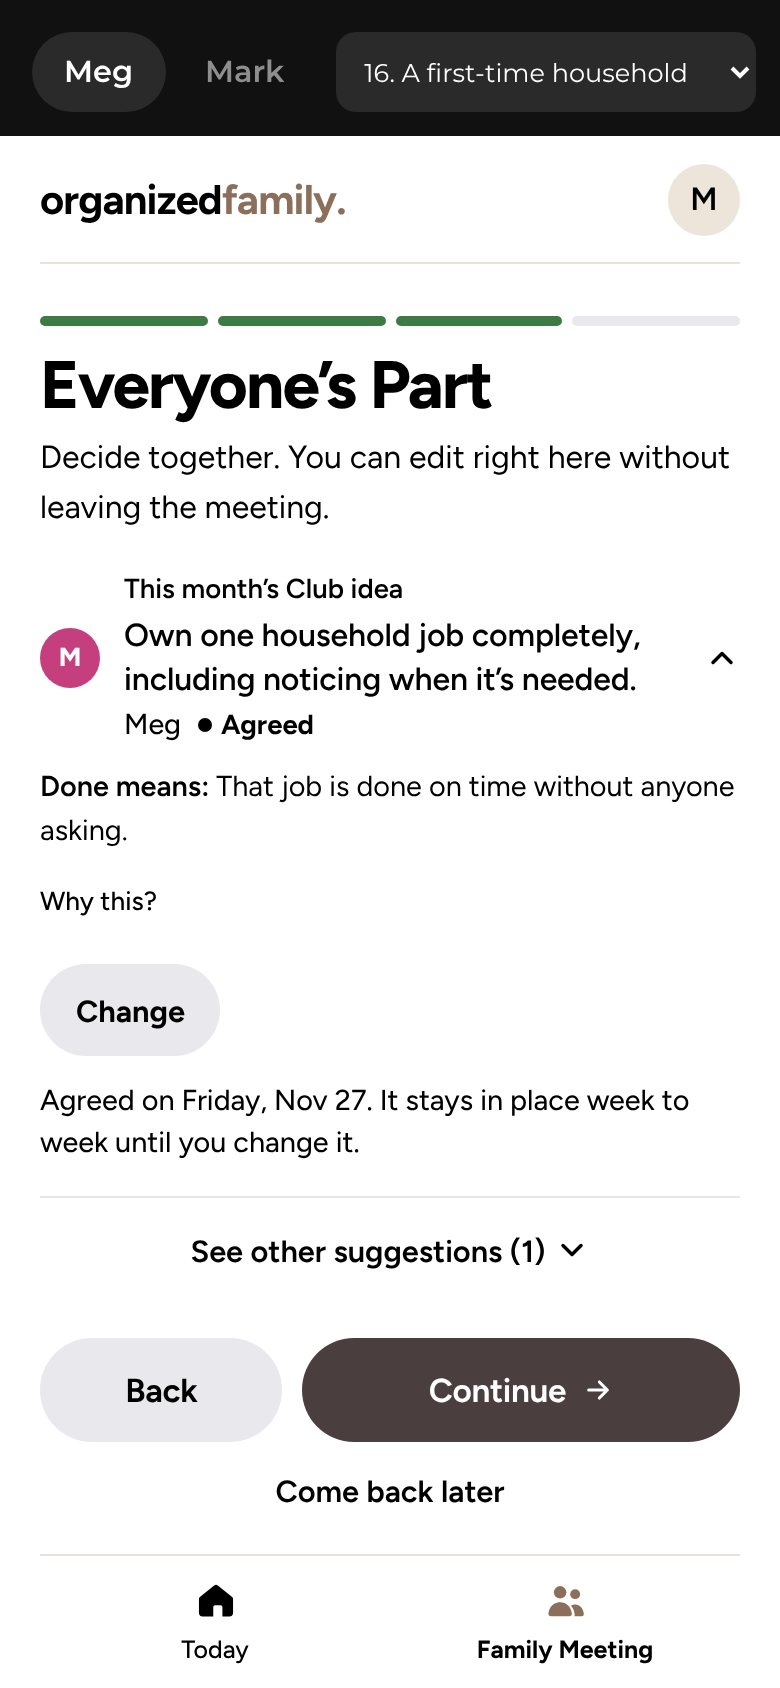 Meg
Mark
16. A first-time household
organizedfamily.
M
Everyone’s Part
Decide together. You can edit right here without
leaving the meeting.
This month’s Club idea
M
Own one household job completely,
including noticing when it’s needed.
Meg ● Agreed
Done means: That job is done on time without anyone
asking.
Why this?
Change
Agreed on Friday, Nov 27. It stays in place week to
week until you change it.
See other suggestions (1)
Back
Continue →
Come back later
Today
Family Meeting